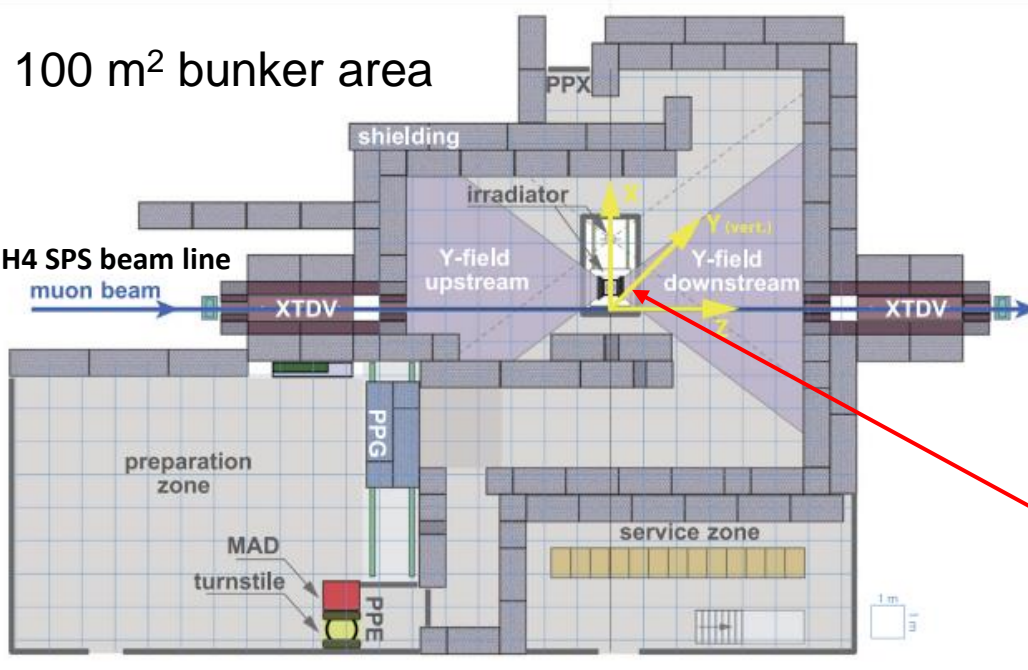 100 m² bunker area
PPX
shielding
irradiator
X
Y (vert.)
H4 SPS beam line
muon beam
XTDV
Y-field
upstream
Y-field
downstream
Z
XTDV
PPG
preparation
zone
MAD
turnstile
PPE
service zone
1 m
1 m